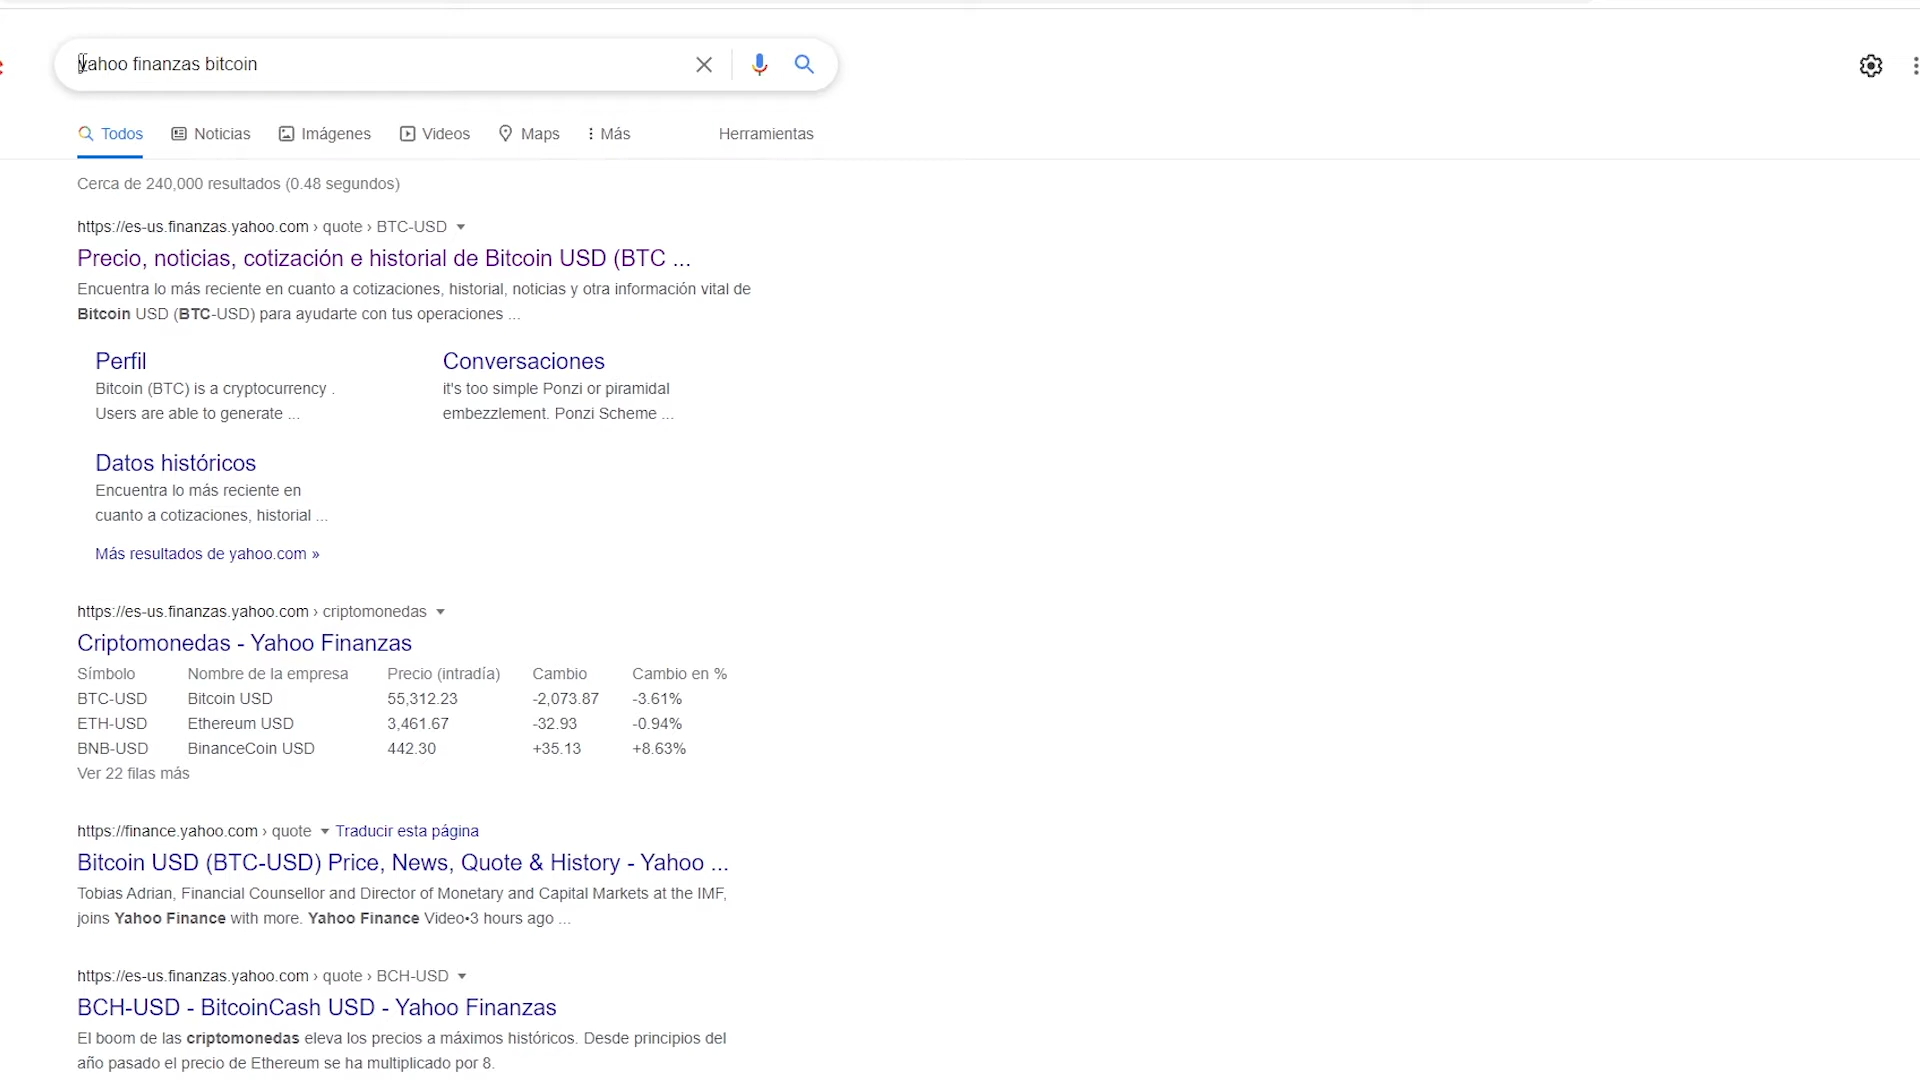 yahoo finanzas bitcoin
Todos Noticias Imágenes Videos Maps Más Herramientas
Cerca de 240,000 resultados (0.48 segundos)
https://es-us.finanzas.yahoo.com › quote › BTC-USD
Precio, noticias, cotización e historial de Bitcoin USD (BTC ...
Encuentra lo más reciente en cuanto a cotizaciones, historial, noticias y otra información vital de
Bitcoin USD (BTC-USD) para ayudarte con tus operaciones ...
Perfil
Bitcoin (BTC) is a cryptocurrency .
Users are able to generate ...
Conversaciones
it's too simple Ponzi or piramidal
embezzlement. Ponzi Scheme ...
Datos históricos
Encuentra lo más reciente en
cuanto a cotizaciones, historial ...
Más resultados de yahoo.com »
https://es-us.finanzas.yahoo.com › criptomonedas
Criptomonedas - Yahoo Finanzas
Símbolo Nombre de la empresa Precio (intradía) Cambio Cambio en %
BTC-USD Bitcoin USD 55,312.23 -2,073.87 -3.61%
ETH-USD Ethereum USD 3,461.67 -32.93 -0.94%
BNB-USD BinanceCoin USD 442.30 +35.13 +8.63%
Ver 22 filas más
https://finance.yahoo.com › quote Traducir esta página
Bitcoin USD (BTC-USD) Price, News, Quote & History - Yahoo ...
Tobias Adrian, Financial Counsellor and Director of Monetary and Capital Markets at the IMF,
joins Yahoo Finance with more. Yahoo Finance Video•3 hours ago ...
https://es-us.finanzas.yahoo.com › quote › BCH-USD
BCH-USD - BitcoinCash USD - Yahoo Finanzas
El boom de las criptomonedas eleva los precios a máximos históricos. Desde principios del
año pasado el precio de Ethereum se ha multiplicado por 8.